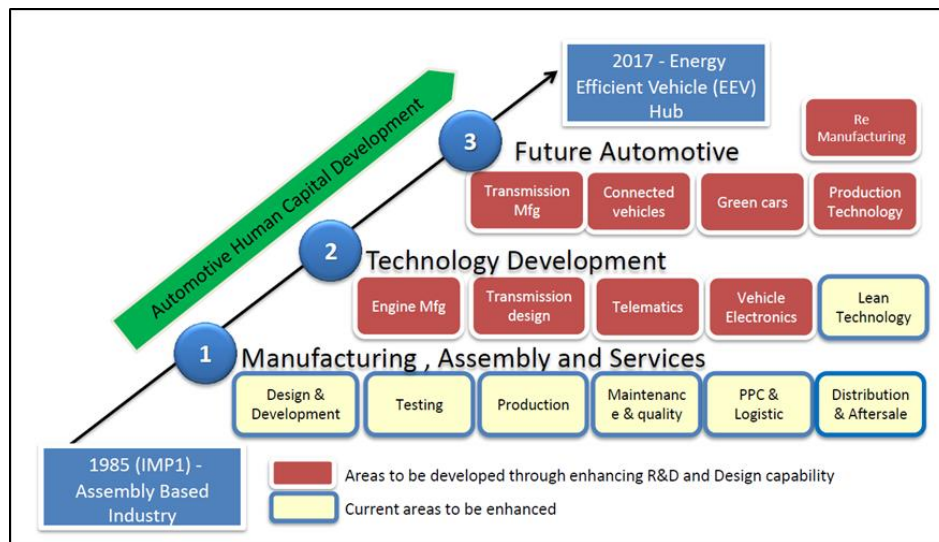 2017 - Energy
Efficient Vehicle (EEV)
Hub
Automotive Human Capital Development
Re
Manufacturing
3
Future Automotive
Transmission
Mfg
Connected
vehicles
Green cars
Production
Technology
2
Technology Development
Engine Mfg
Transmission
design
Telematics
Vehicle
Electronics
Lean
Technology
1
Manufacturing , Assembly and Services
Design &
Development
Testing
Production
Maintenanc
e & quality
PPC &
Logistic
Distribution
& Aftersale
1985 (IMP1) -
Assembly Based
Industry
Areas to be developed through enhancing R&D and Design capability
Current areas to be enhanced